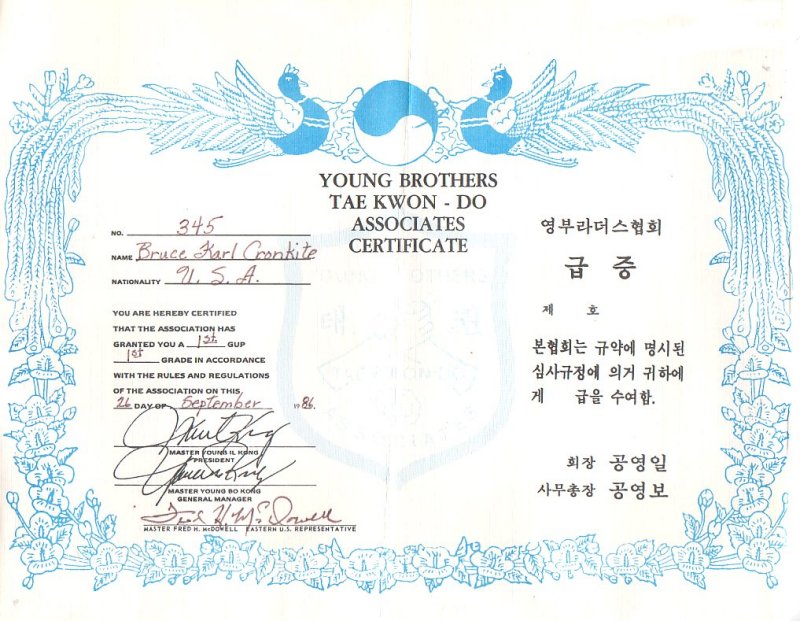 YOUNG BROTHERS
TAE KWON - DO
ASSOCIATES
CERTIFICATE
NO. 345
NAME Bruce Karl Cronkite
NATIONALITY U. S. A.
YOU ARE HEREBY CERTIFIED
THAT THE ASSOCIATION HAS
GRANTED YOU A 1st GUP
1st GRADE IN ACCORDANCE
WITH THE RULES AND REGULATIONS
OF THE ASSOCIATION ON THIS
26 DAY OF September 1986.
MASTER YOUNG IL KONG
PRESIDENT
MASTER YOUNG BO KONG
GENERAL MANAGER
Fred H. McDowell
MASTER FRED H. McDOWELL EASTERN U.S. REPRESENTATIVE
영부라더스협회
급 증
제 호
본협회는 규약에 명시된
심사규정에 의거 귀하에
게 급을 수여함.
회장 공영일
사무총장 공영보